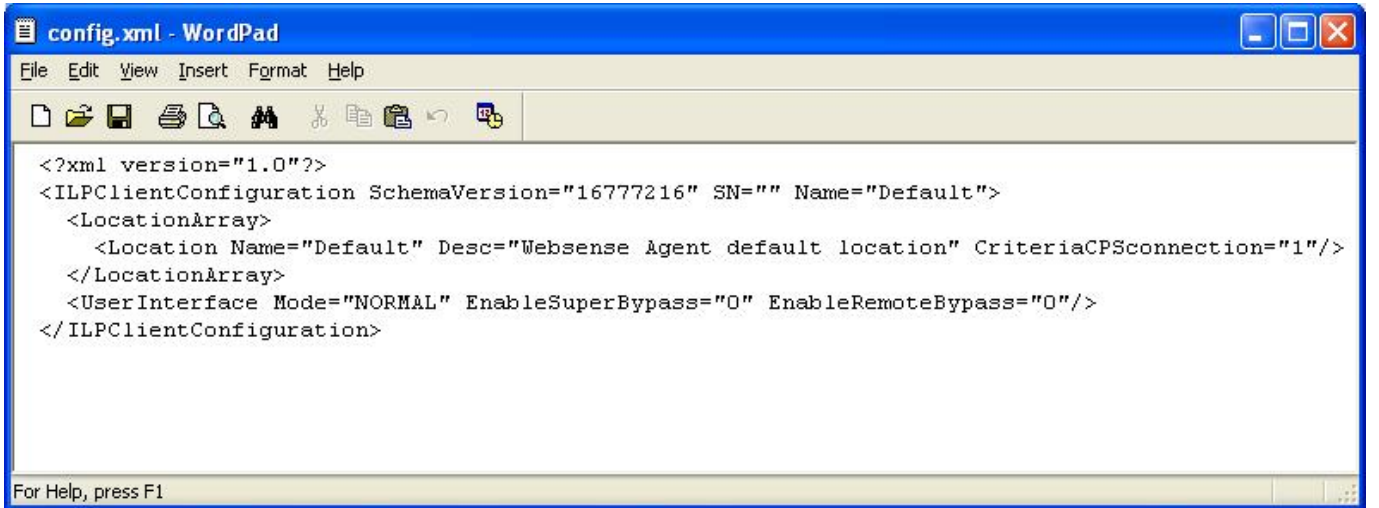 config.xml - WordPad
File Edit View Insert Format Help
<?xml version="1.0"?>
<ILPClientConfiguration SchemaVersion="16777216" SN="" Name="Default">
<LocationArray>
<Location Name="Default" Desc="Websense Agent default location" CriteriaCPSconnection="1"/>
</LocationArray>
<UserInterface Mode="NORMAL" EnableSuperBypass="0" EnableRemoteBypass="0"/>
</ILPClientConfiguration>
For Help, press F1